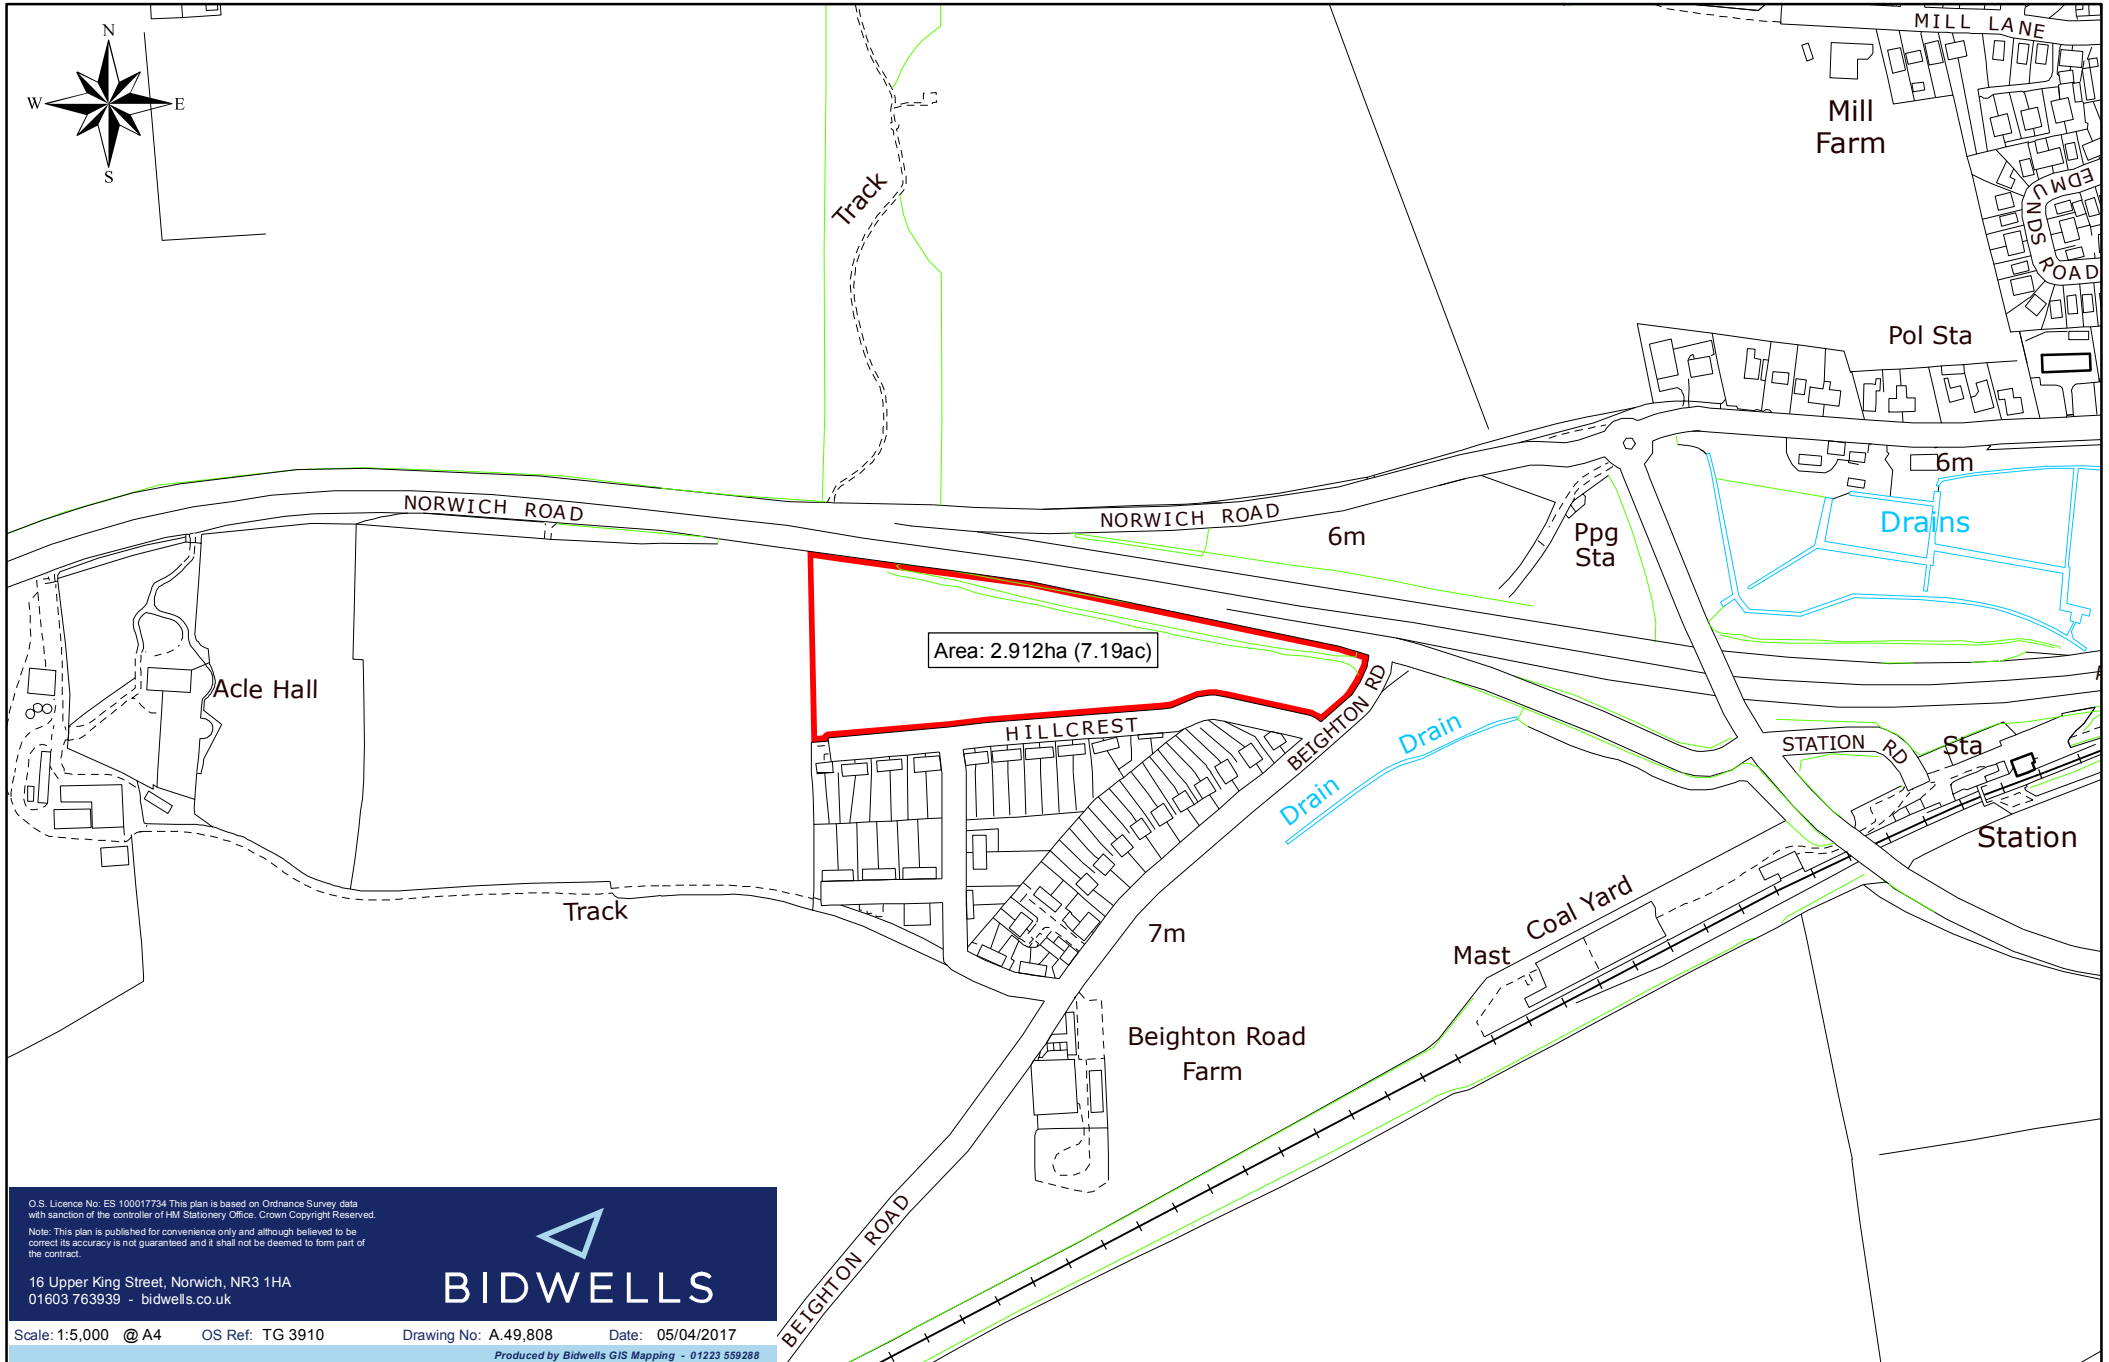 N
W
E
S
MILL LANE
Mill
Farm
EDMUNDS ROAD
Track
Pol Sta
6m
Drains
NORWICH ROAD
NORWICH ROAD
6m
Ppg
Sta
Area: 2.912ha (7.19ac)
Acle Hall
HILLCREST
BEIGHTON RD
Drain
Drain
STATION RD
Sta
Station
Track
7m
Coal Yard
Mast
Beighton Road
Farm
BEIGHTON ROAD
O.S. Licence No: ES 100017734 This plan is based on Ordnance Survey data
with sanction of the controller of HM Stationery Office. Crown Copyright Reserved.
Note: This plan is published for convenience only and although believed to be
correct its accuracy is not guaranteed and it shall not be deemed to form part of
the contract.
16 Upper King Street, Norwich, NR3 1HA
01603 763939 - bidwells.co.uk
BIDWELLS
Scale: 1:5,000 @ A4 OS Ref: TG 3910 Drawing No: A.49,808 Date: 05/04/2017
Produced by Bidwells GIS Mapping - 01223 559288